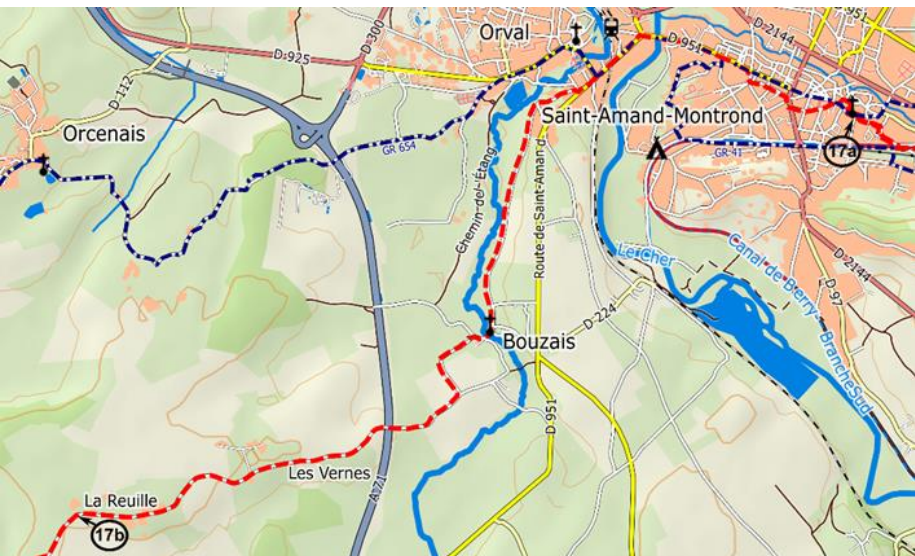 D 951
D-2144
Orval
D-300
D-925
D 951
D-112
Saint-Amand-Montrond
Orcenais
GR 654
17a
GR 41
Chemin-del'-Étang
Route de Saint-Amand
Le Cher
Canal de Berry - Branche Sud
D 2144
D-97
D-224
Bouzais
D 951
A 71
Les Vernes
La Reuille
17b